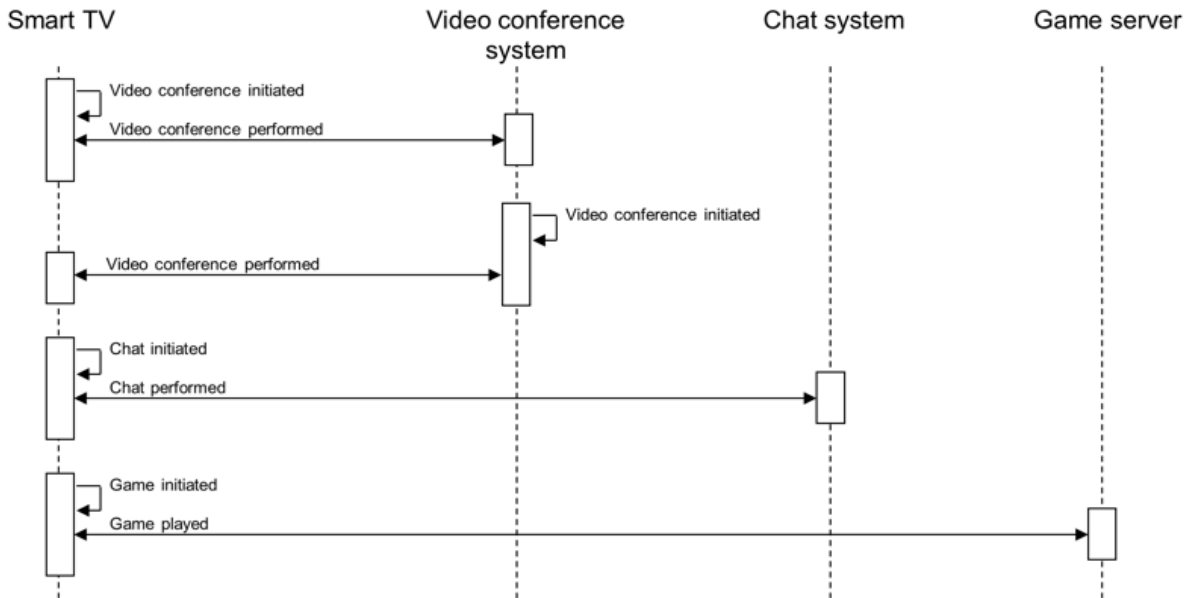 Smart TV
Video conference
system
Chat system
Game server
Video conference initiated
Video conference performed
Video conference initiated
Video conference performed
Chat initiated
Chat performed
Game initiated
Game played